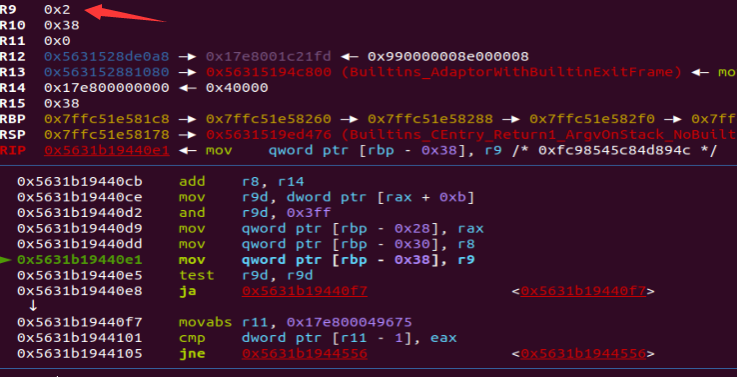 R9 0x2
R10 0x38
R11 0x0
R12 0x5631528de0a8 —▸ 0x17e8001c21fd ◂— 0x990000008e000008
R13 0x563152881080 —▸ 0x56315194c800 (Builtins_AdaptorWithBuiltinExitFrame) ◂— mo
R14 0x17e800000000 ◂— 0x40000
R15 0x38
RBP 0x7ffc51e581c8 —▸ 0x7ffc51e58260 —▸ 0x7ffc51e58288 —▸ 0x7ffc51e582f0 —▸ 0x7ff
RSP 0x7ffc51e58178 —▸ 0x5631519ed476 (Builtins_CEntry_Return1_ArgvOnStack_NoBuilt
RIP 0x5631b19440e1 ◂— mov qword ptr [rbp - 0x38], r9 /* 0xfc98545c84d894c */
0x5631b19440cb add r8, r14
0x5631b19440ce mov r9d, dword ptr [rax + 0xb]
0x5631b19440d2 and r9d, 0x3ff
0x5631b19440d9 mov qword ptr [rbp - 0x28], rax
0x5631b19440dd mov qword ptr [rbp - 0x30], r8
► 0x5631b19440e1 mov qword ptr [rbp - 0x38], r9
0x5631b19440e5 test r9d, r9d
0x5631b19440e8 ja 0x5631b19440f7 <0x5631b19440f7>
↓
0x5631b19440f7 movabs r11, 0x17e800049675
0x5631b1944101 cmp dword ptr [r11 - 1], eax
0x5631b1944105 jne 0x5631b1944556 <0x5631b1944556>